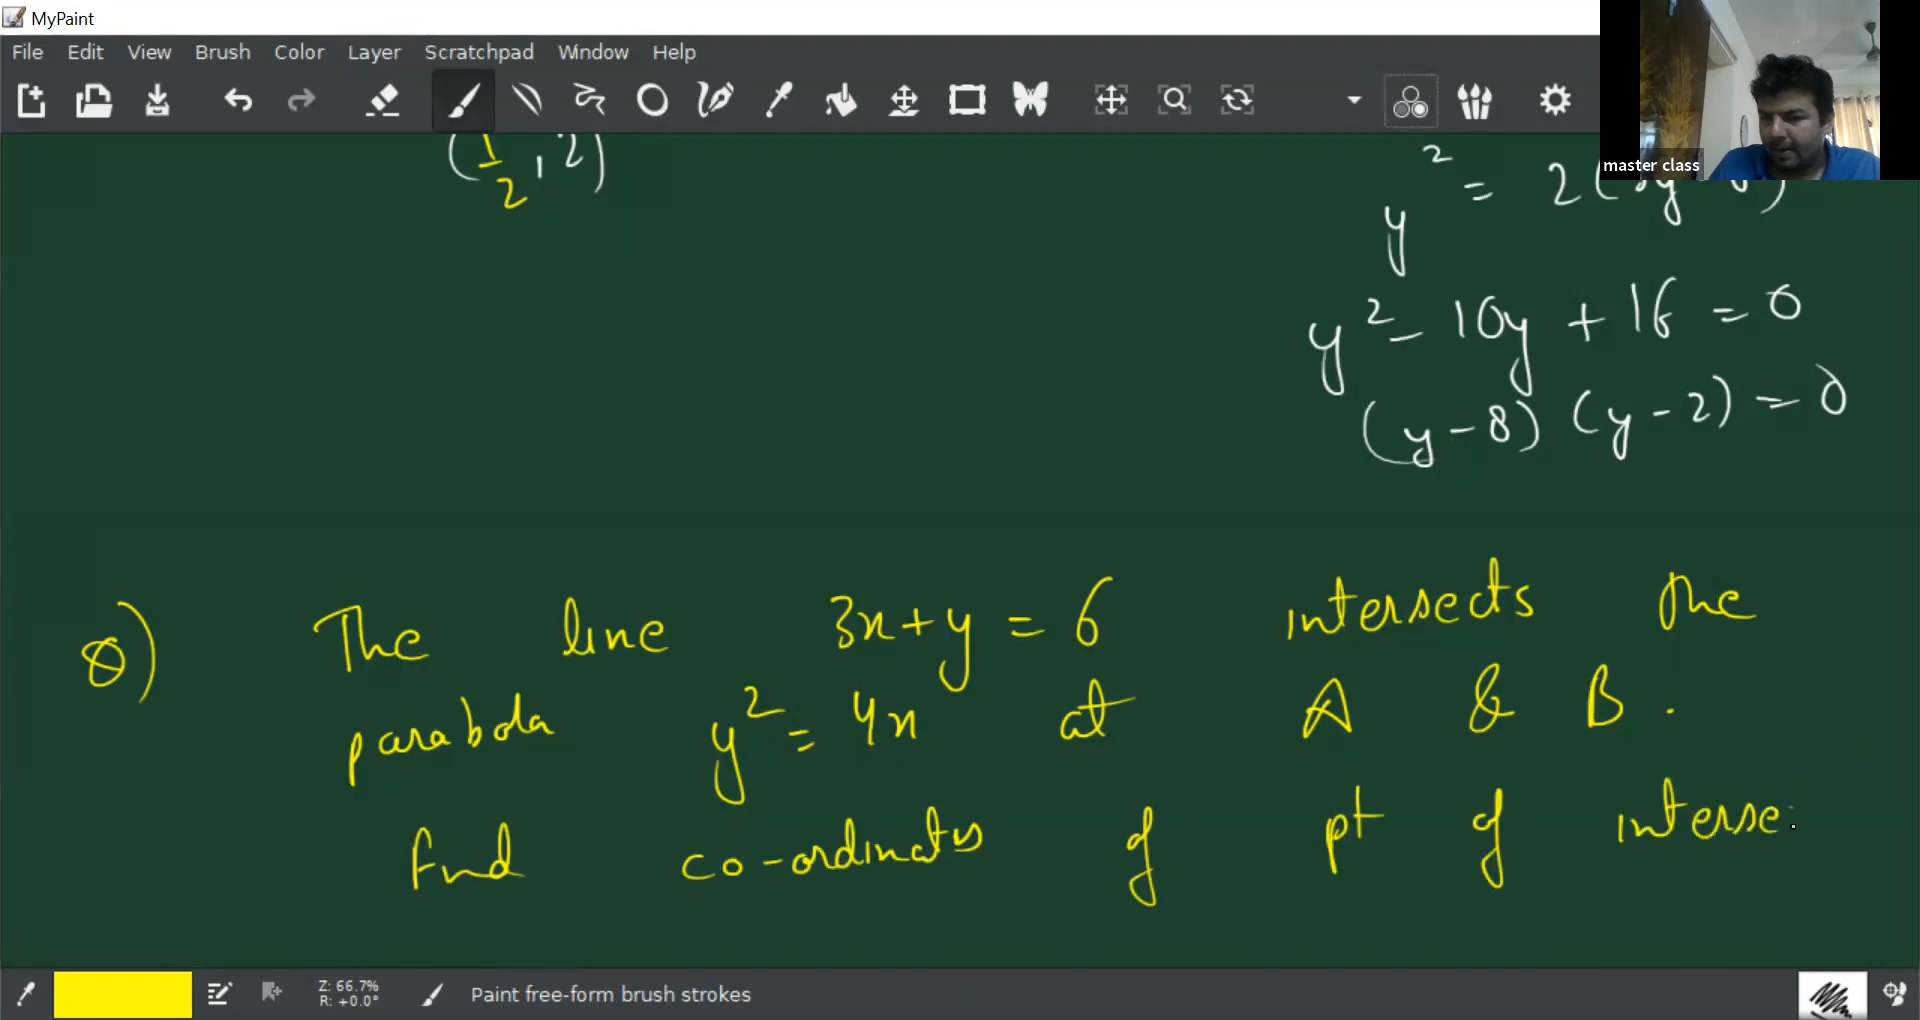 MyPaint
File Edit View Brush Color Layer Scratchpad Window Help
master class
(1/2, 2)
y² = 2(
y² - 10y + 16 = 0
(y - 8) (y - 2) = 0
Q) The line 3x + y = 6 intersects the
parabola y² = 4x at A & B.
find co-ordinates of pt of interse
Z: 66.7%
R: +0.0°
Paint free-form brush strokes